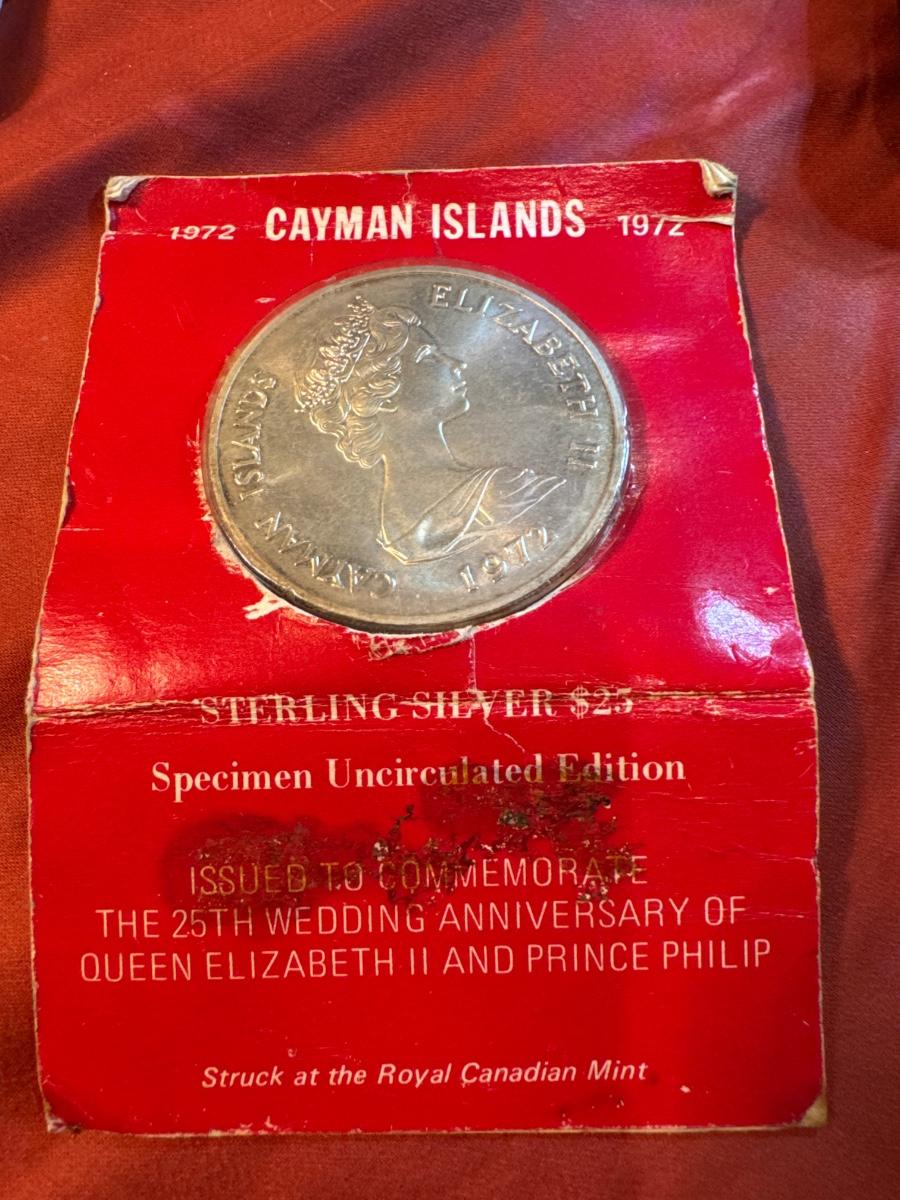 1972 CAYMAN ISLANDS 1972
CAYMAN ISLANDS ELIZABETH II
1972
STERLING SILVER $25
Specimen Uncirculated Edition
ISSUED TO COMMEMORATE
THE 25TH WEDDING ANNIVERSARY OF
QUEEN ELIZABETH II AND PRINCE PHILIP
Struck at the Royal Canadian Mint